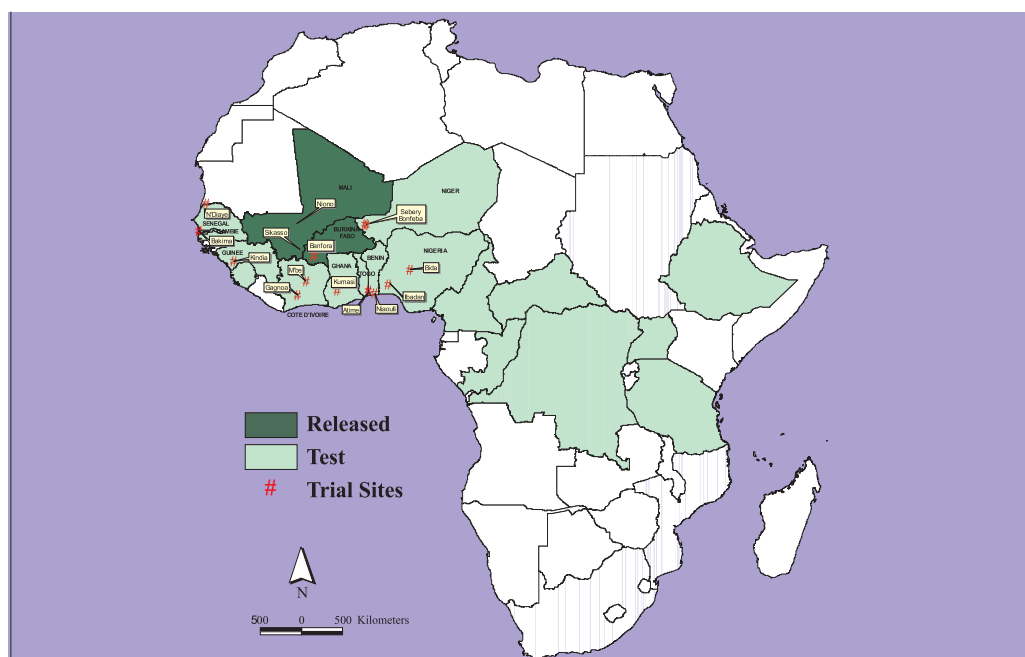 MALI
NIGER
Niono
Sebery
Bonfeba
N'Diaye
SENEGAL
GAMBIE
BURKINA
FASO
Sikasso
Bakima
Banfora
NIGERIA
GUINEE
Kindia
BENIN
GHANA
M'be
TOGO
Bida
Kumasi
Gagnoa
Ibadan
Atime
Niaouli
COTE D'IVOIRE
Released
Test
# Trial Sites
N
500 0 500 Kilometers